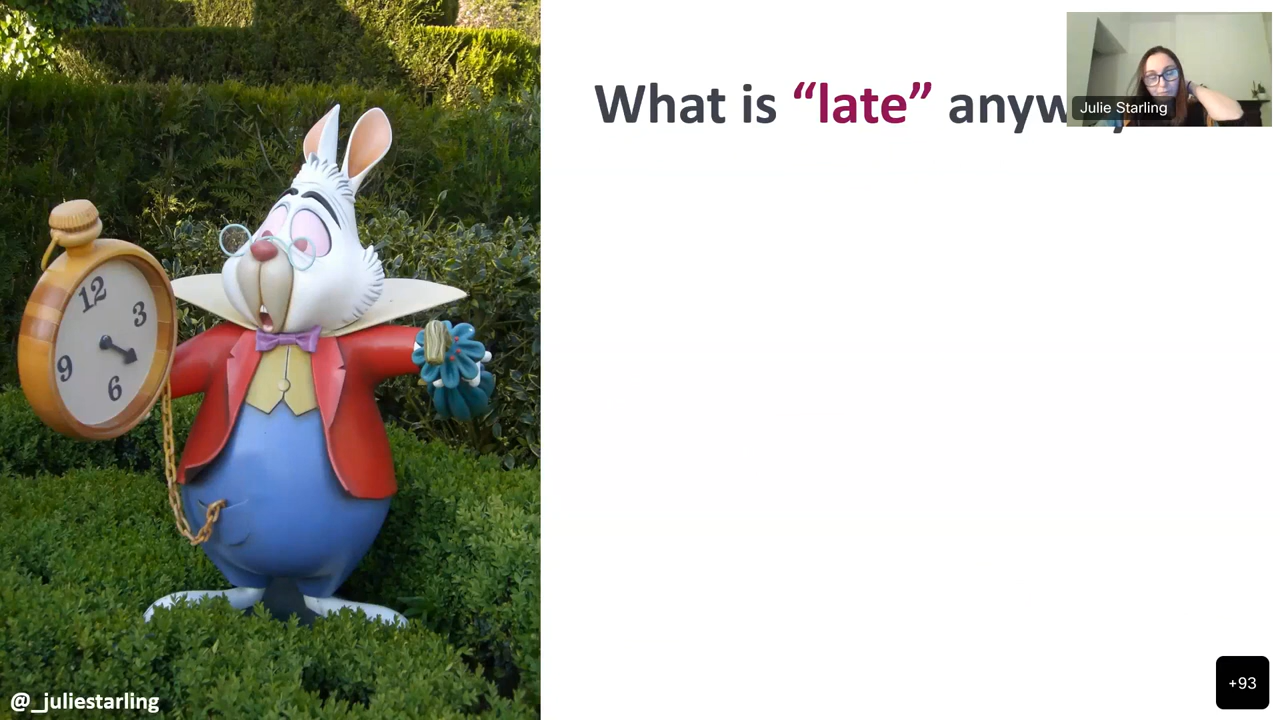 What is “late” anyw
Julie Starling
12
3
9
6
@_juliestarling
+93